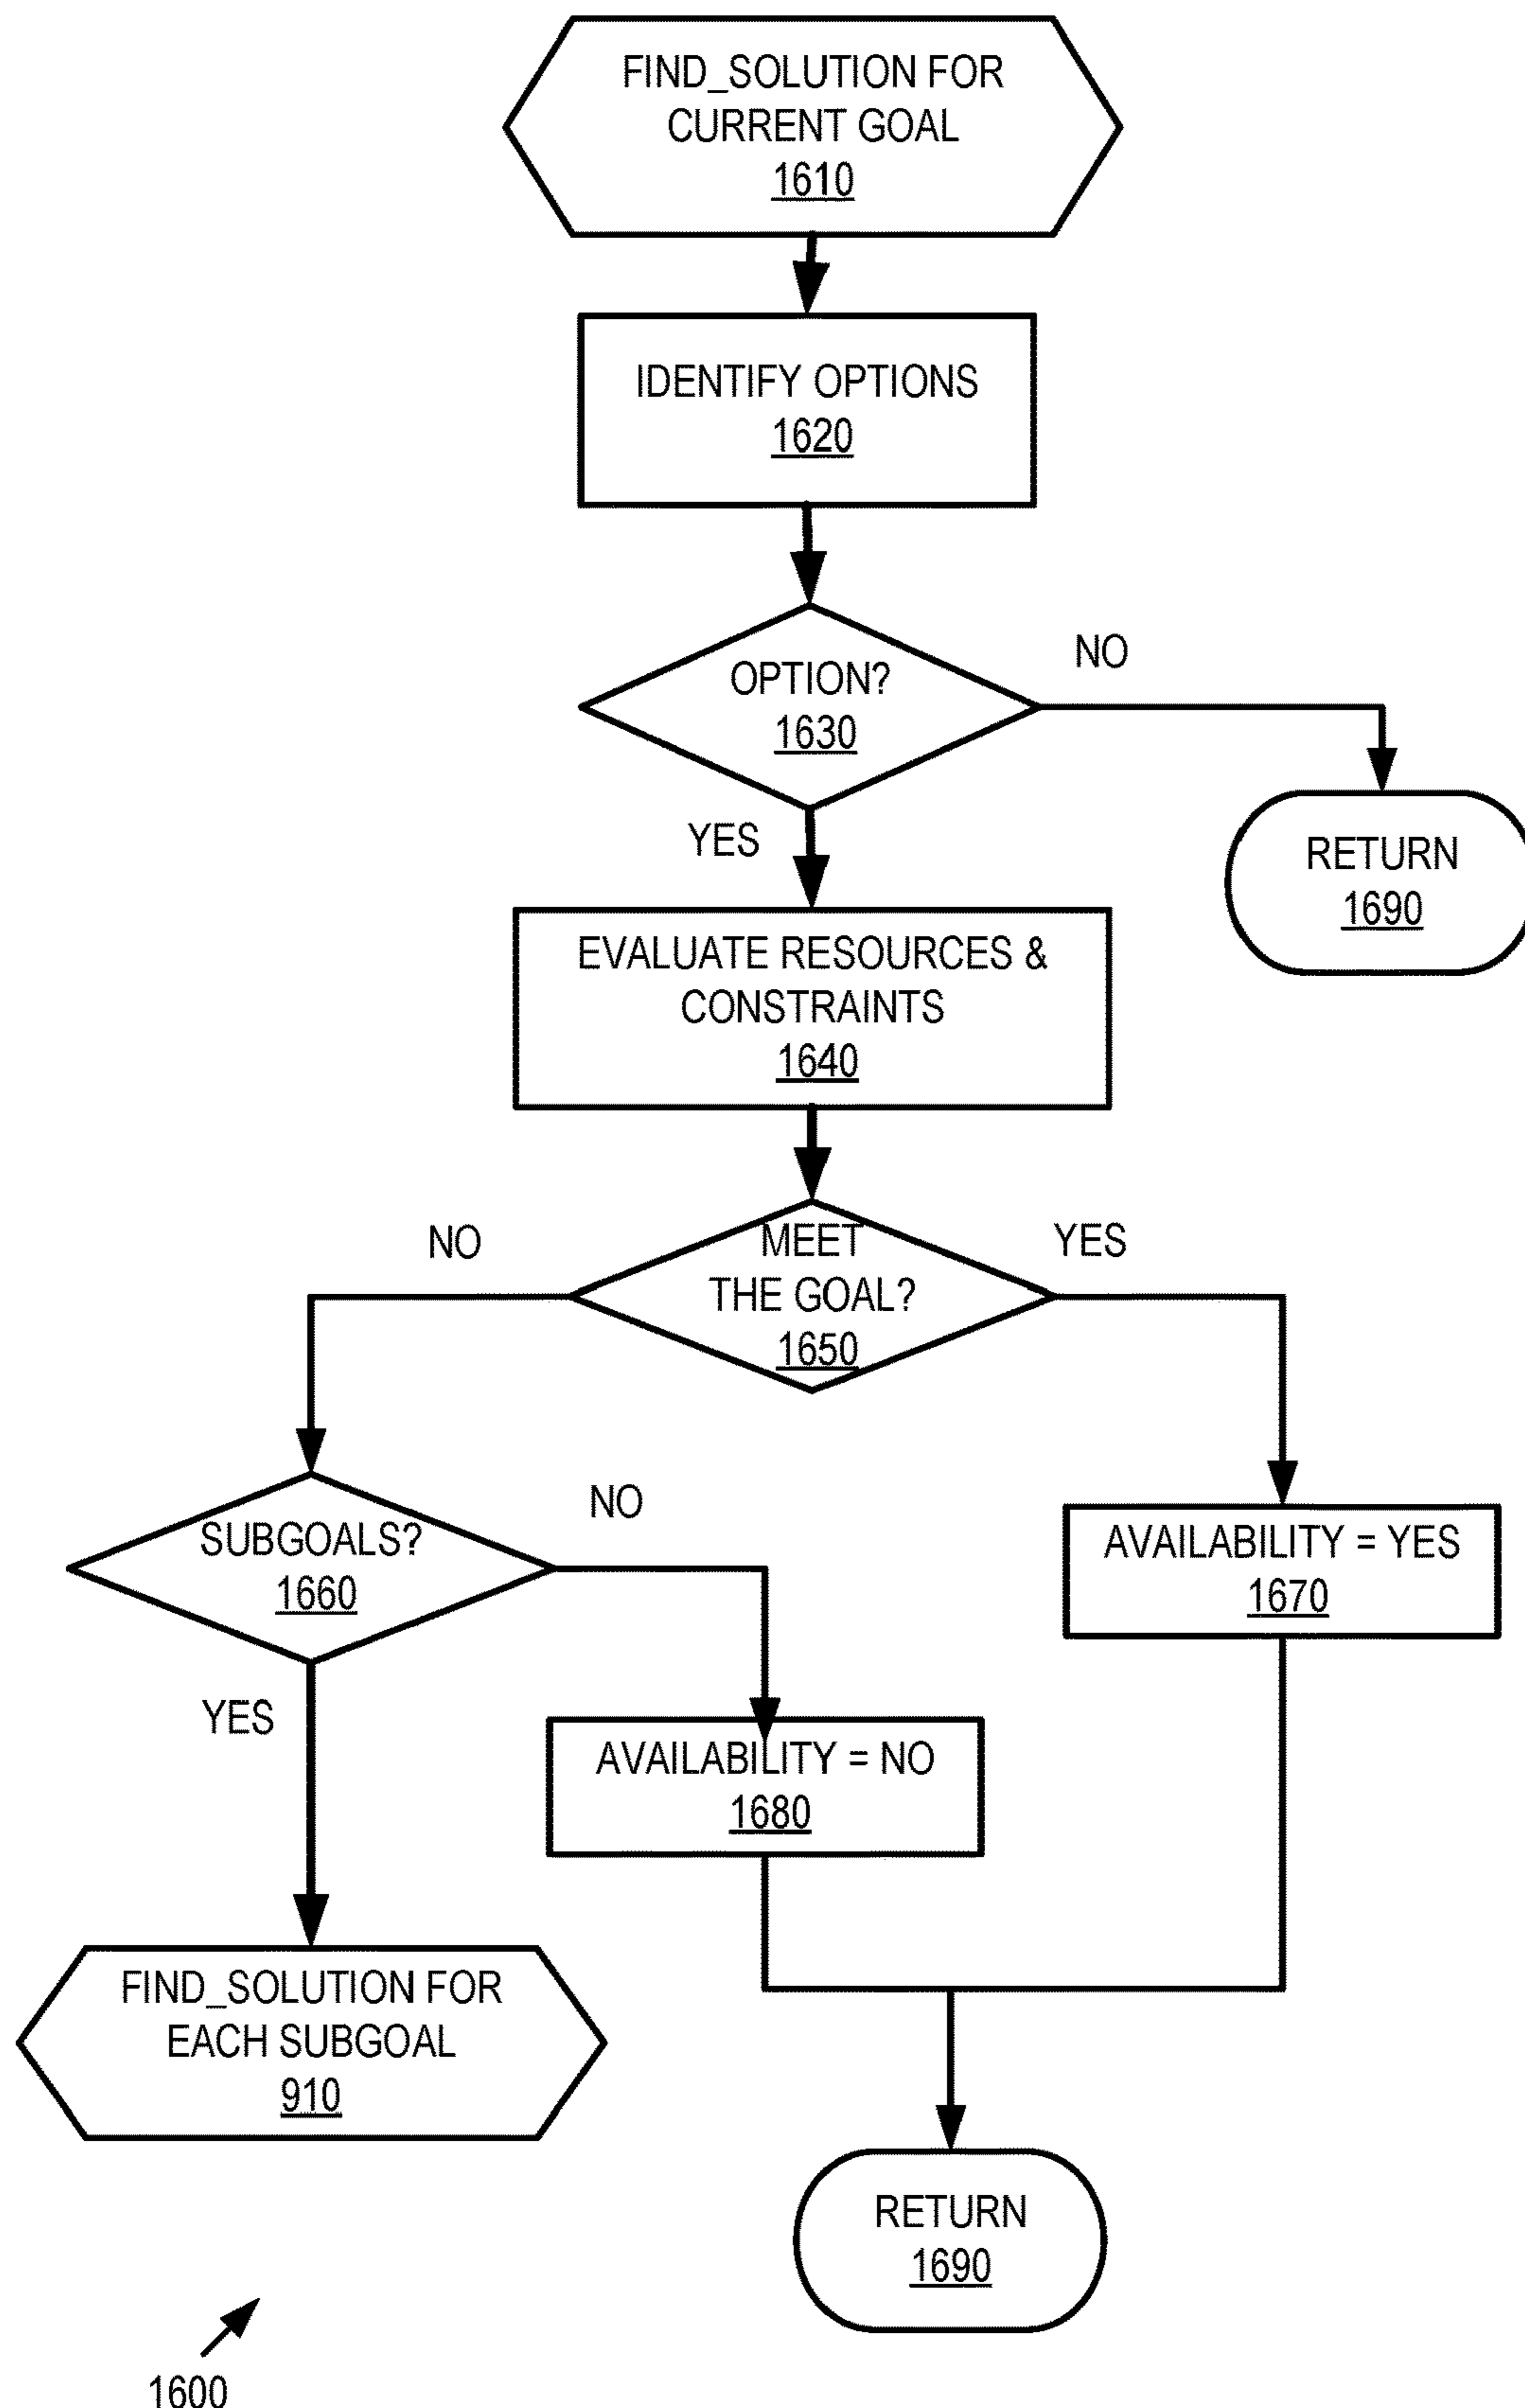 FIND_SOLUTION FOR
CURRENT GOAL
1610
IDENTIFY OPTIONS
1620
OPTION?
1630
NO
YES
RETURN
1690
EVALUATE RESOURCES &
CONSTRAINTS
1640
MEET
THE GOAL?
1650
NO
YES
SUBGOALS?
1660
NO
YES
AVAILABILITY = YES
1670
AVAILABILITY = NO
1680
FIND_SOLUTION FOR
EACH SUBGOAL
910
RETURN
1690
1600